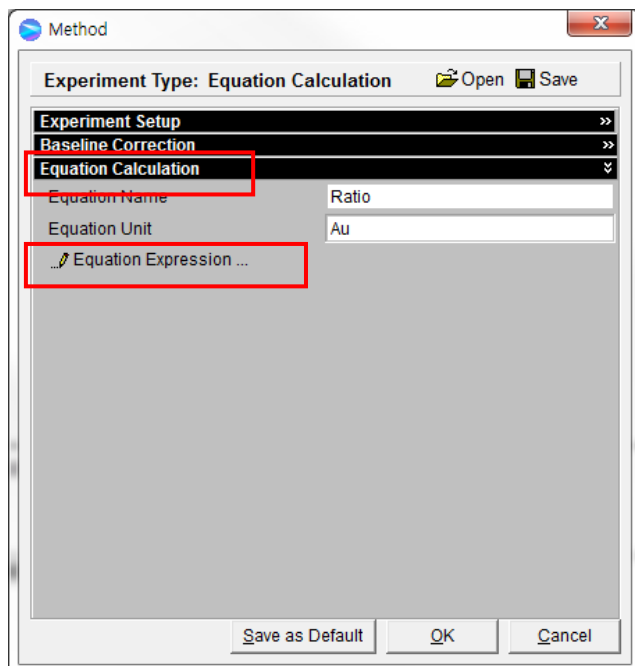 Method
Experiment Type: Equation Calculation Open Save
Experiment Setup »
Baseline Correction »
Equation Calculation
Equation Name Ratio
Equation Unit Au
Equation Expression ...
Save as Default OK Cancel